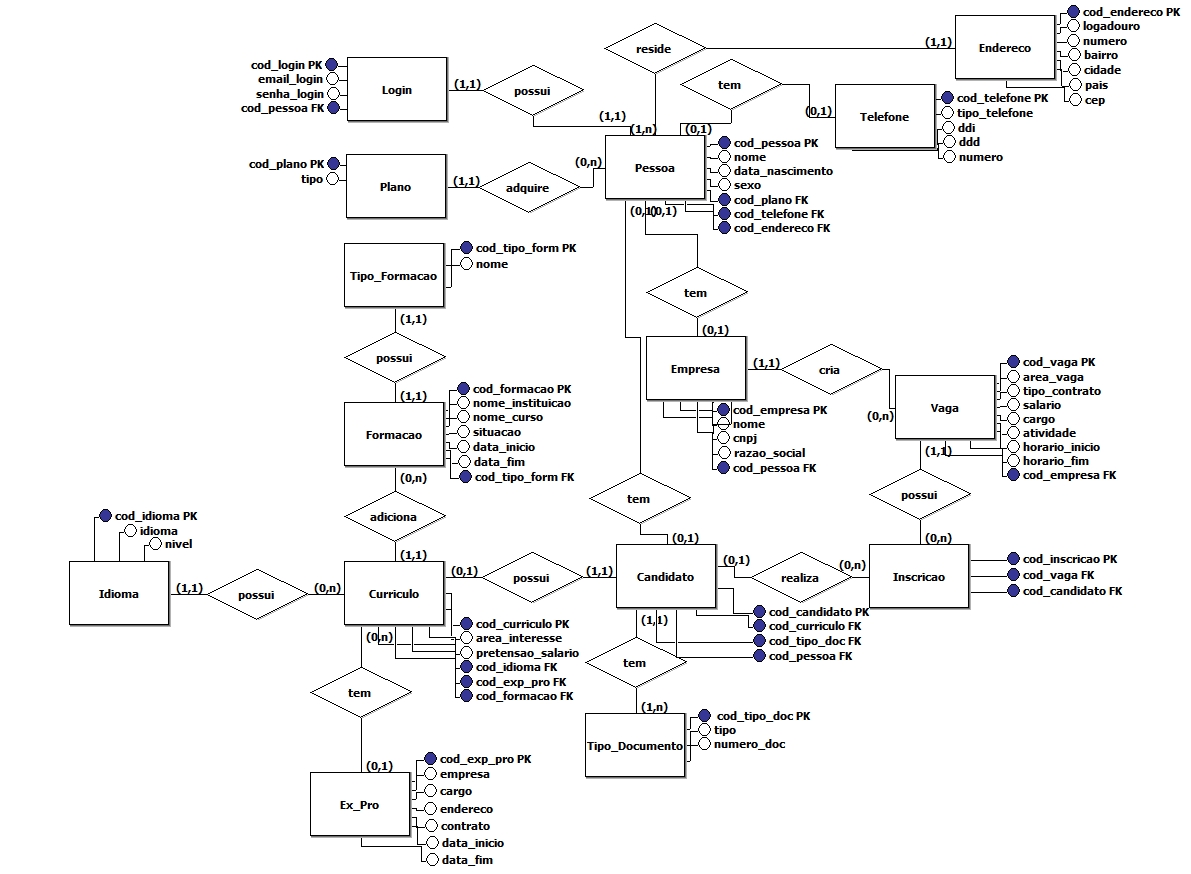 cod_endereco PK
logadouro
numero
bairro
cidade
pais
cep
Endereco
(1,1)
reside
cod_login PK
email_login
senha_login
cod_pessoa FK
Login
(1,1)
possui
(1,1)
tem
(0,1)
Telefone
cod_telefone PK
tipo_telefone
ddi
ddd
numero
(1,n)
(0,1)
Pessoa
cod_pessoa PK
nome
data_nascimento
sexo
cod_plano FK
cod_telefone FK
cod_endereco FK
cod_plano PK
tipo
Plano
(1,1)
adquire
(0,n)
(0,1)
(0,1)
Tipo_Formacao
cod_tipo_form PK
nome
(1,1)
possui
(1,1)
tem
(0,1)
Empresa
(1,1)
cria
(0,n)
cod_empresa PK
nome
cnpj
razao_social
cod_pessoa FK
Vaga
cod_vaga PK
area_vaga
tipo_contrato
salario
cargo
atividade
horario_inicio
horario_fim
cod_empresa FK
(1,1)
possui
(0,n)
Formacao
cod_formacao PK
nome_instituicao
nome_curso
situacao
data_inicio
data_fim
cod_tipo_form FK
(0,n)
adiciona
(1,1)
tem
(0,1)
cod_idioma PK
idioma
nivel
Idioma
(1,1)
possui
(0,n)
Curriculo
(0,1)
possui
(1,1)
Candidato
(0,1)
realiza
(0,n)
Inscricao
cod_inscricao PK
cod_vaga FK
cod_candidato FK
cod_candidato PK
cod_curriculo FK
cod_tipo_doc FK
cod_pessoa FK
(1,1)
tem
(1,n)
cod_curriculo PK
area_interesse
pretensao_salario
cod_idioma FK
cod_exp_pro FK
cod_formacao FK
(0,n)
tem
(0,1)
Tipo_Documento
cod_tipo_doc PK
tipo
numero_doc
Ex_Pro
cod_exp_pro PK
empresa
cargo
endereco
contrato
data_inicio
data_fim